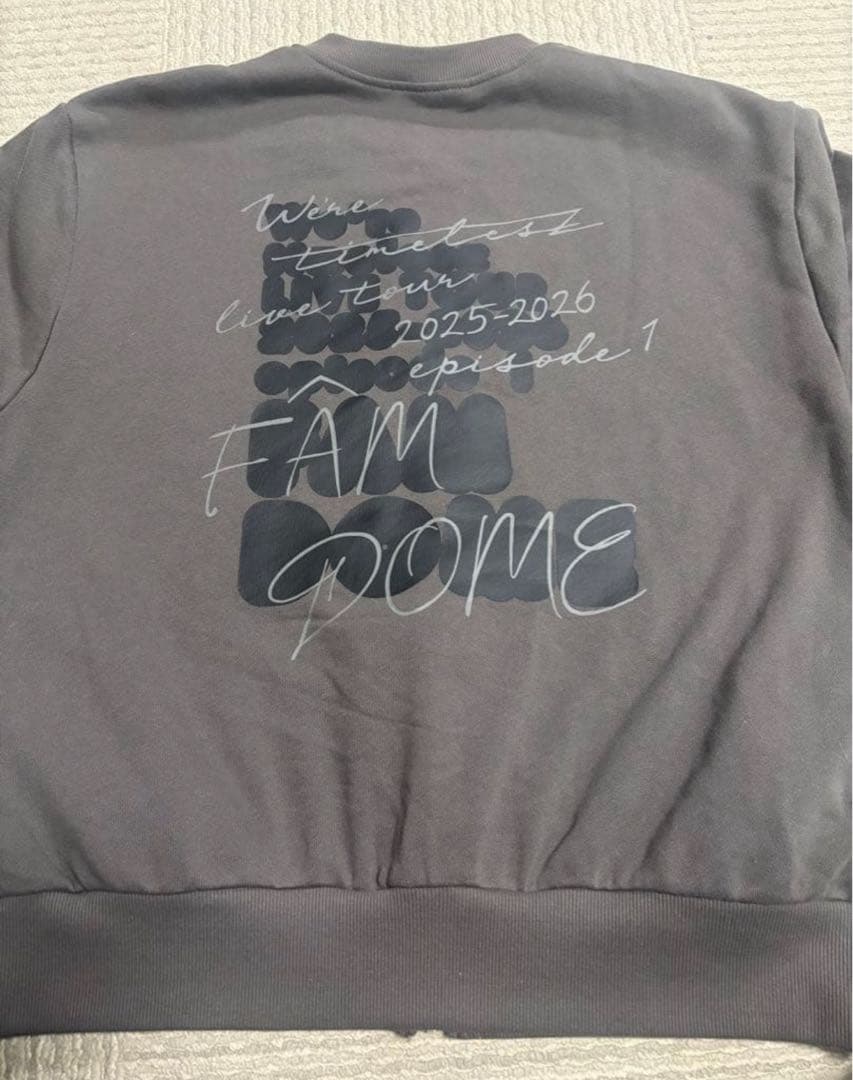 We're
timelesz
live tour
2025-2026
episode 1
FÂM
DOME